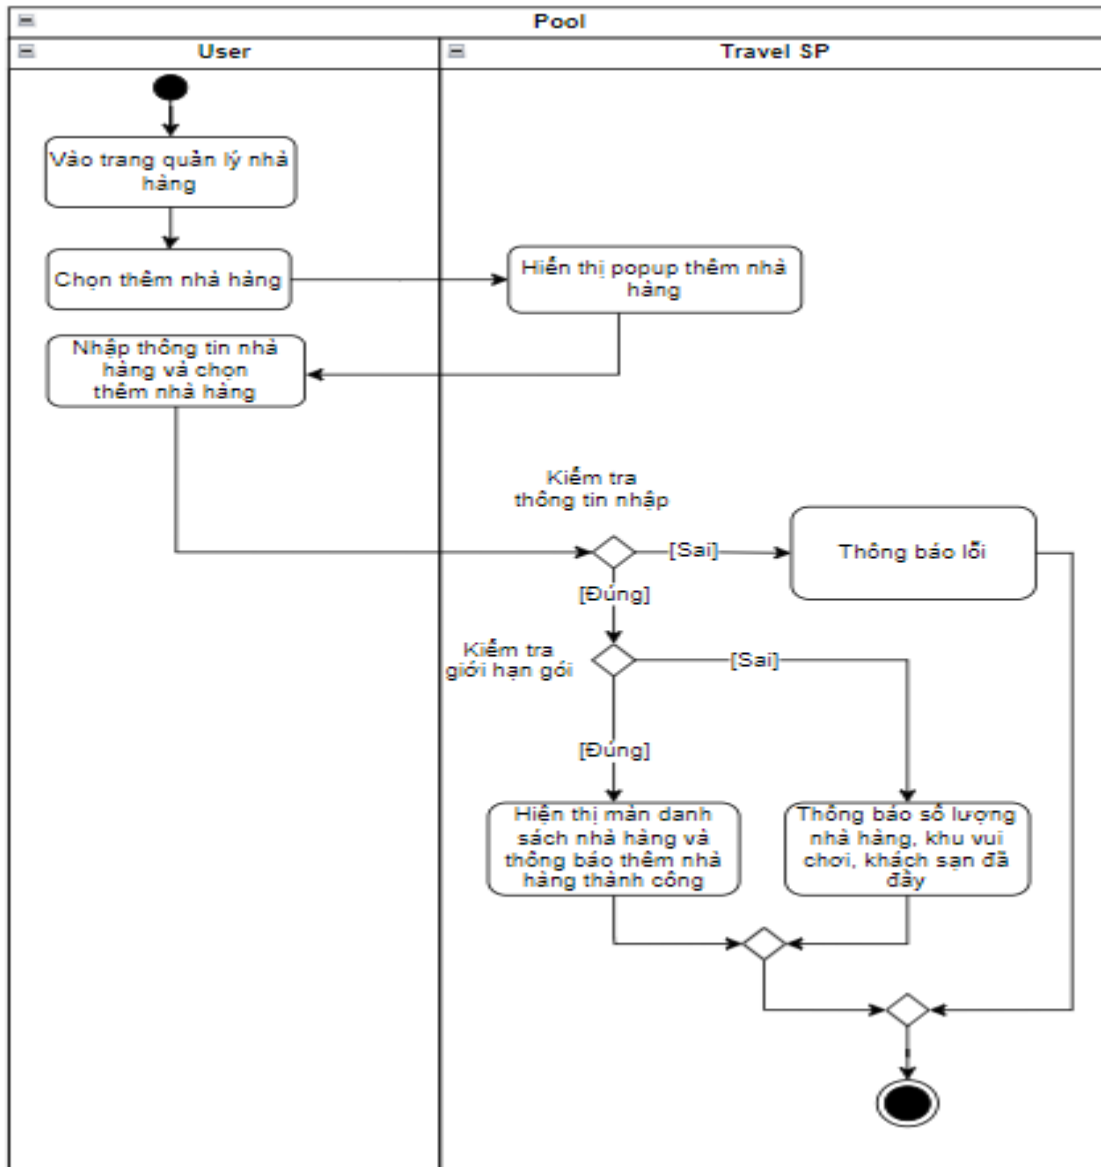 Pool
User
Travel SP
Vào trang quản lý nhà
hàng
Chọn thêm nhà hàng
Hiển thị popup thêm nhà
hàng
Nhập thông tin nhà
hàng và chọn
thêm nhà hàng
Kiểm tra
thông tin nhập
[Sai]
Thông báo lỗi
[Đúng]
Kiểm tra
giới hạn gói
[Sai]
[Đúng]
Hiện thị màn danh
sách nhà hàng và
thông báo thêm nhà
hàng thành công
Thông báo số lượng
nhà hàng, khu vui
chơi, khách sạn đã
đầy